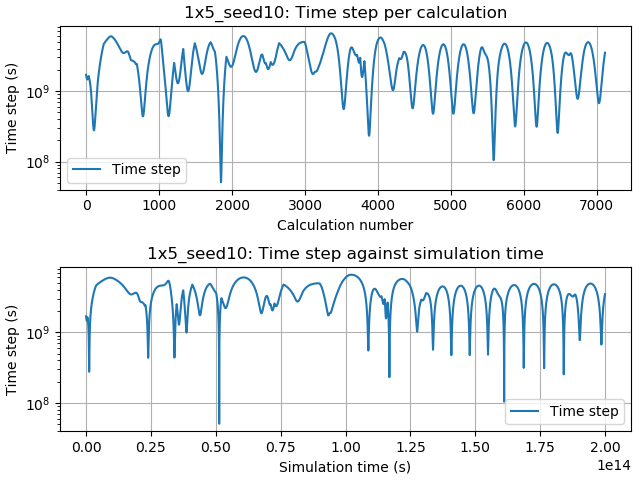 1x5_seed10: Time step per calculation
Time step (s)
10^9
10^8
Time step
0 1000 2000 3000 4000 5000 6000 7000
Calculation number
1x5_seed10: Time step against simulation time
Time step (s)
10^9
10^8
Time step
0.00 0.25 0.50 0.75 1.00 1.25 1.50 1.75 2.00
Simulation time (s)
1e14